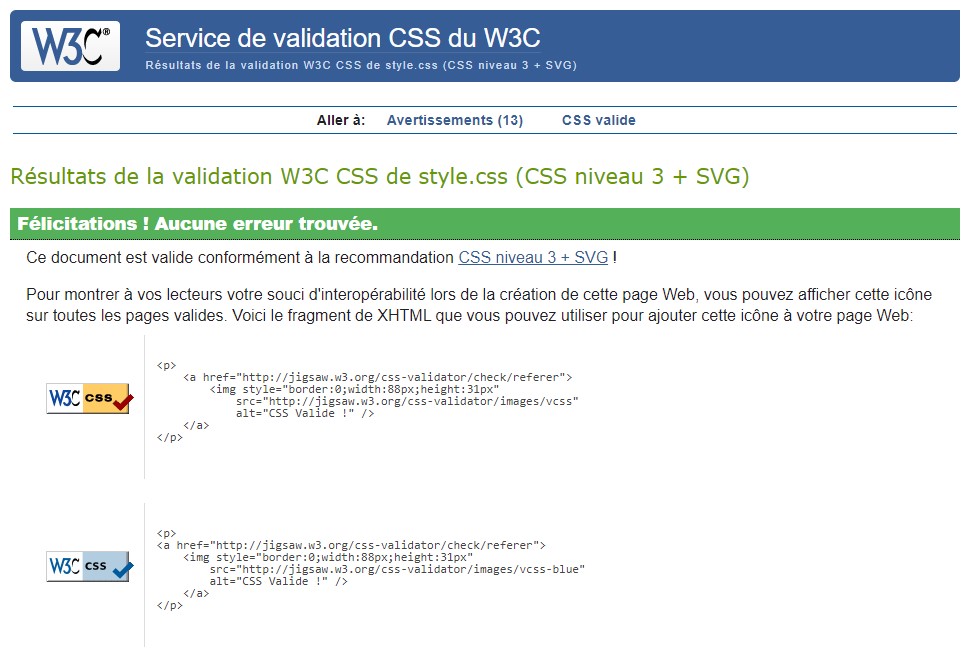 W3C®
Service de validation CSS du W3C
Résultats de la validation W3C CSS de style.css (CSS niveau 3 + SVG)
Aller à: Avertissements (13) CSS valide
Résultats de la validation W3C CSS de style.css (CSS niveau 3 + SVG)
Félicitations ! Aucune erreur trouvée.
Ce document est valide conformément à la recommandation CSS niveau 3 + SVG !
Pour montrer à vos lecteurs votre souci d'interopérabilité lors de la création de cette page Web, vous pouvez afficher cette icône
sur toutes les pages valides. Voici le fragment de XHTML que vous pouvez utiliser pour ajouter cette icône à votre page Web:
W3C css
<p>
    <a href="http://jigsaw.w3.org/css-validator/check/referer">
        <img style="border:0;width:88px;height:31px"
            src="http://jigsaw.w3.org/css-validator/images/vcss"
            alt="CSS Valide !" />
    </a>
</p>
W3C css
<p>
<a href="http://jigsaw.w3.org/css-validator/check/referer">
    <img style="border:0;width:88px;height:31px"
        src="http://jigsaw.w3.org/css-validator/images/vcss-blue"
        alt="CSS Valide !" />
    </a>
</p>